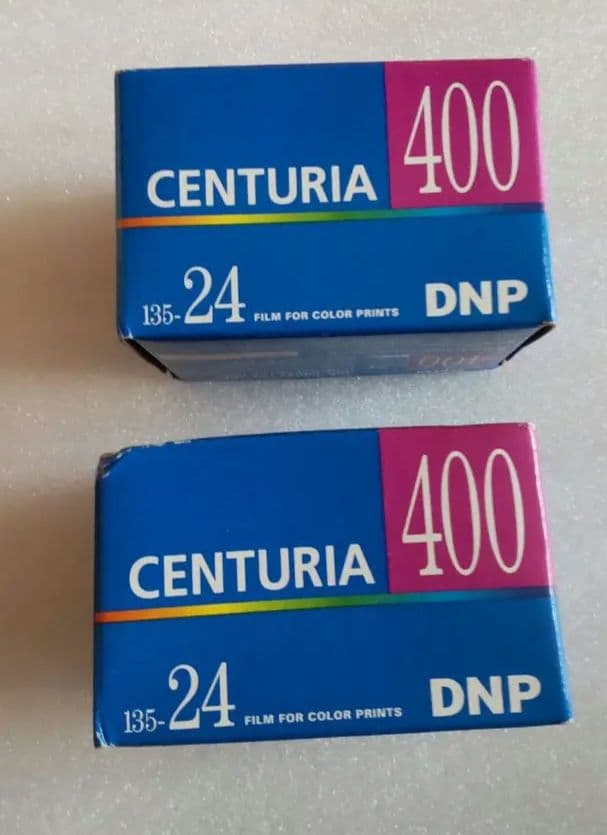 400
CENTURIA
135-24 FILM FOR COLOR PRINTS DNP
400
CENTURIA
135-24 FILM FOR COLOR PRINTS DNP